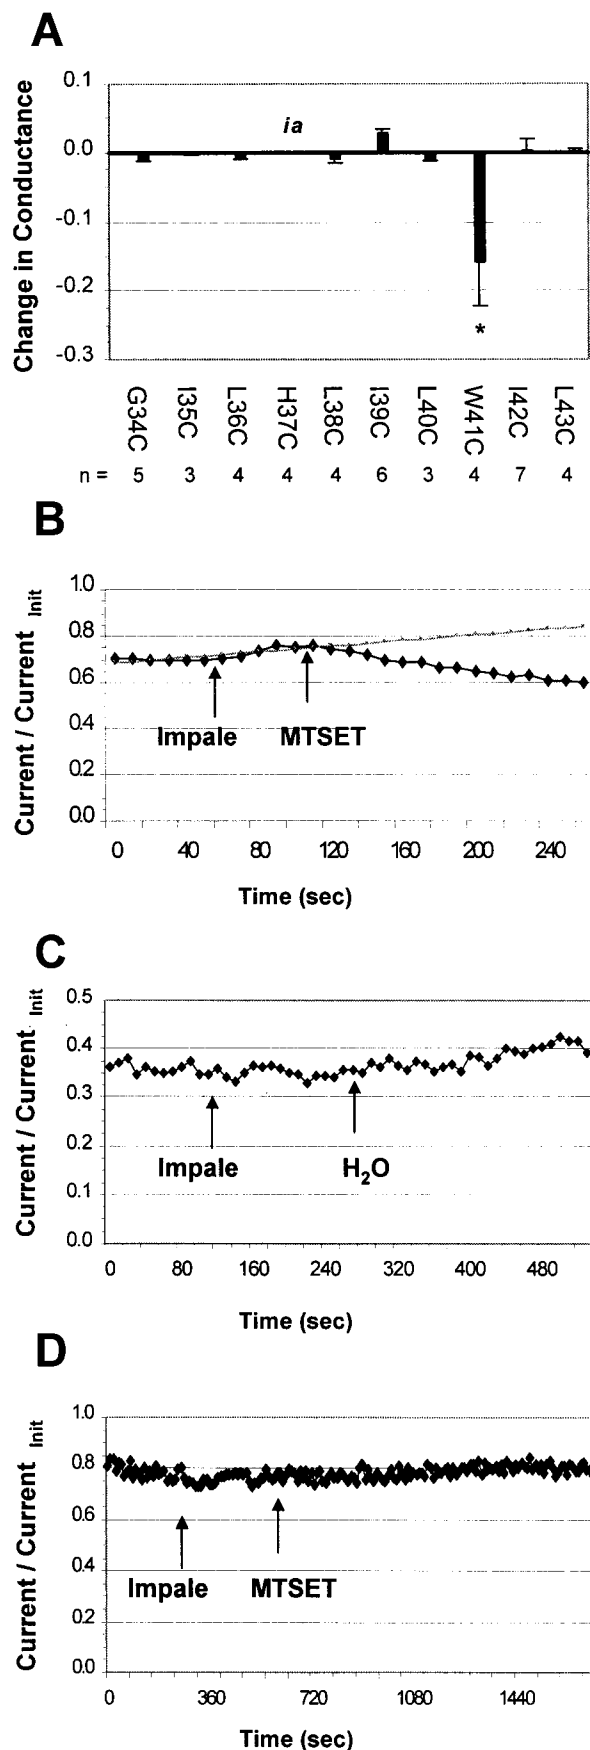 A
Change in Conductance
0.1
0.0
-0.1
-0.2
-0.3
ia
*
G34C I35C L36C H37C L38C I39C L40C W41C I42C L43C
n = 5 3 4 4 4 6 3 4 7 4
B
Current / Current Init
1.0
0.8
0.6
0.4
0.2
0.0
Impale MTSET
0 40 80 120 160 200 240
Time (sec)
C
Current / Current Init
0.5
0.4
0.3
0.2
0.1
0.0
Impale H₂O
0 80 160 240 320 400 480
Time (sec)
D
Current / Current Init
1.0
0.8
0.6
0.4
0.2
0.0
Impale MTSET
0 360 720 1080 1440
Time (sec)